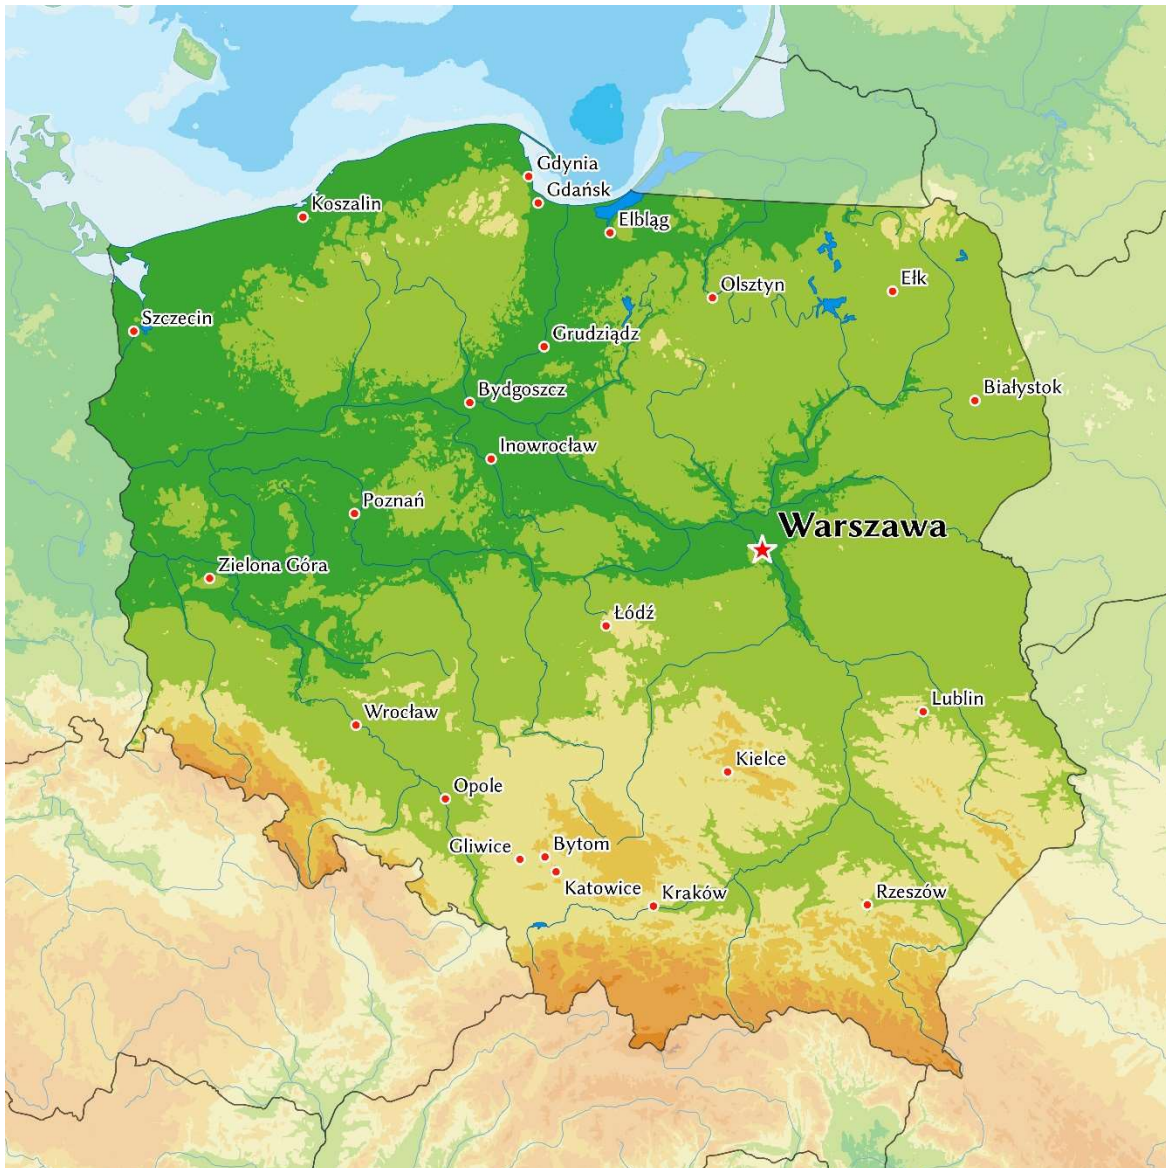 Gdynia
Gdańsk
Koszalin
Elbląg
Olsztyn
Ełk
Szczecin
Grudziądz
Białystok
Bydgoszcz
Inowrocław
Poznań
Warszawa
Zielona Góra
Łódź
Lublin
Wrocław
Kielce
Opole
Gliwice
Bytom
Katowice
Kraków
Rzeszów